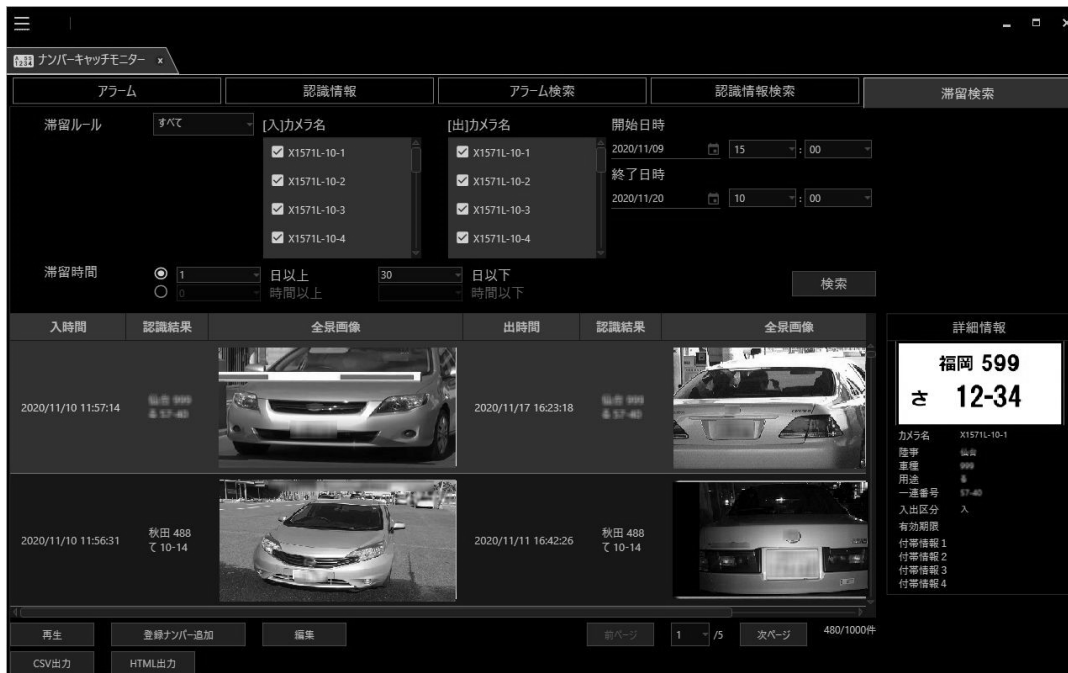 ナンバーキャッチモニター x
アラーム 認識情報 アラーム検索 認識情報検索 滞留検索
滞留ルール すべて [入]カメラ名 [出]カメラ名 開始日時
X1571L-10-1 X1571L-10-1 2020/11/09 15 : 00
終了日時
X1571L-10-2 X1571L-10-2 2020/11/20 10 : 00
X1571L-10-3 X1571L-10-3
X1571L-10-4 X1571L-10-4
滞留時間 1 日以上 30 日以下
0 時間以上 時間以下
検索
入時間 認識結果 全景画像 出時間 認識結果 全景画像
2020/11/10 11:57:14 2020/11/17 16:23:18
2020/11/10 11:56:31 秋田 488 2020/11/11 16:42:26 秋田 488
て 10-14 て 10-14
詳細情報
福岡 599
さ 12-34
カメラ名 X1571L-10-1
陸事
車種
用途
一連番号
入出区分 入
有効期限
付帯情報1
付帯情報2
付帯情報3
付帯情報4
再生 登録ナンバー追加 編集 前ページ 1 /5 次ページ 480/1000件
CSV出力 HTML出力